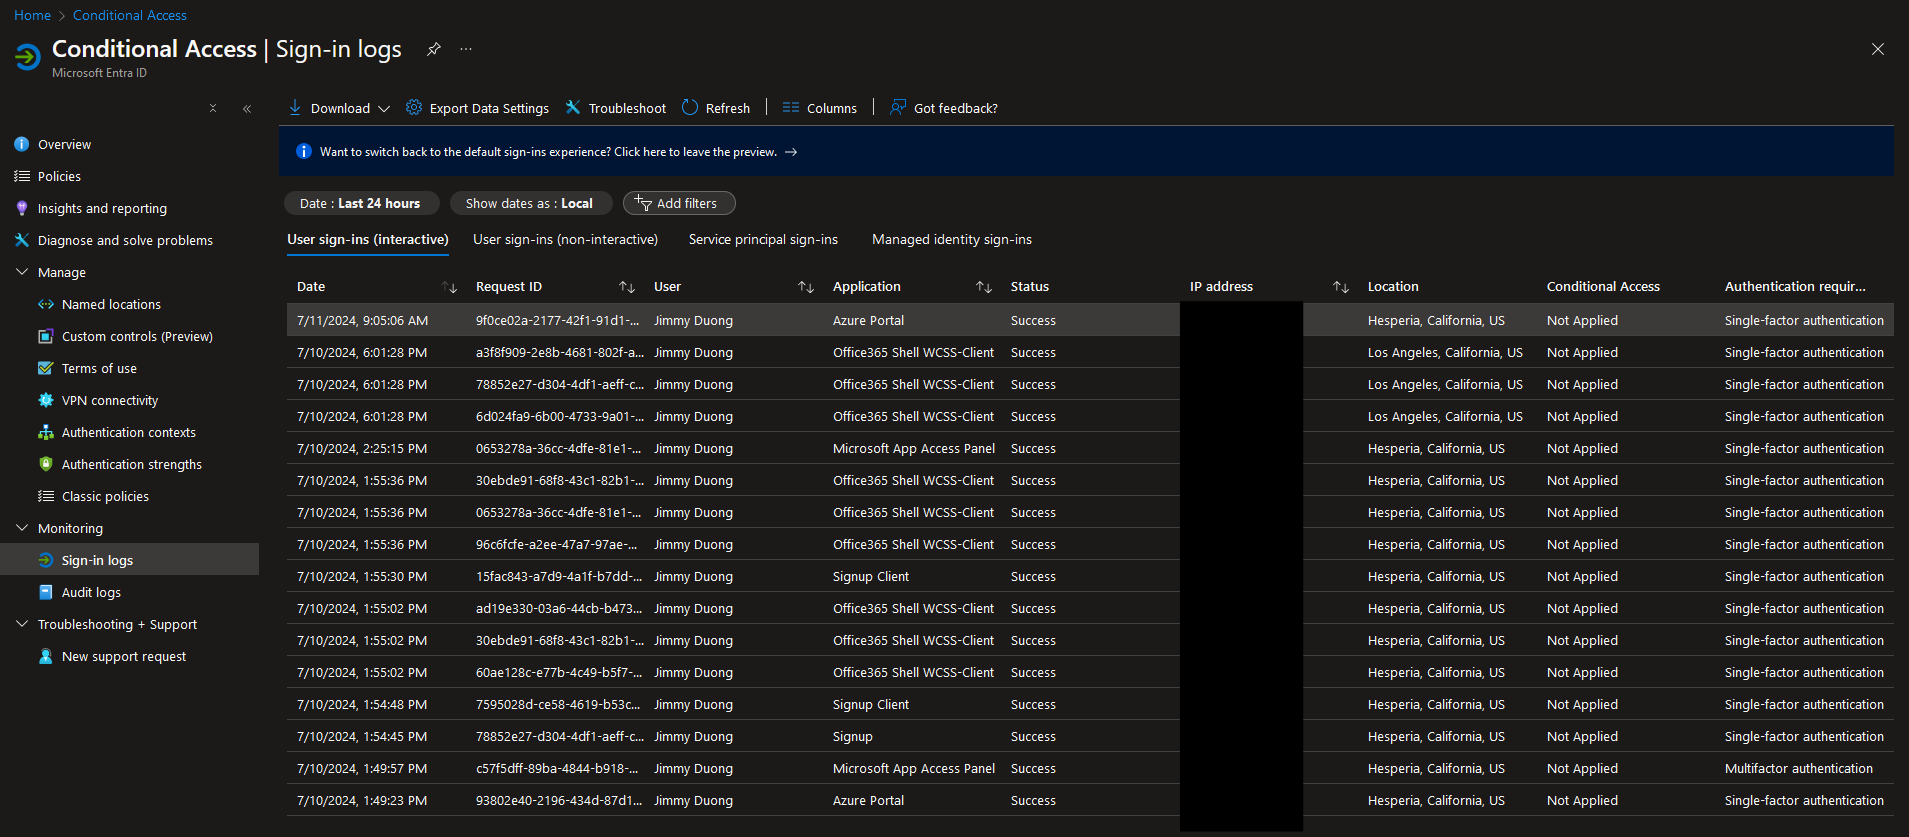 Home > Conditional Access
Conditional Access | Sign-in logs
Microsoft Entra ID
Download Export Data Settings Troubleshoot Refresh Columns Got feedback?
Want to switch back to the default sign-ins experience? Click here to leave the preview. →
Date : Last 24 hours Show dates as : Local Add filters
User sign-ins (interactive) User sign-ins (non-interactive) Service principal sign-ins Managed identity sign-ins
Overview
Policies
Insights and reporting
Diagnose and solve problems
Manage
Named locations
Custom controls (Preview)
Terms of use
VPN connectivity
Authentication contexts
Authentication strengths
Classic policies
Monitoring
Sign-in logs
Audit logs
Troubleshooting + Support
New support request
Date Request ID User Application Status IP address Location Conditional Access Authentication requir...
7/11/2024, 9:05:06 AM 9f0ce02a-2177-42f1-91d1-... Jimmy Duong Azure Portal Success Hesperia, California, US Not Applied Single-factor authentication
7/10/2024, 6:01:28 PM a3f8f909-2e8b-4681-802f-a... Jimmy Duong Office365 Shell WCSS-Client Success Los Angeles, California, US Not Applied Single-factor authentication
7/10/2024, 6:01:28 PM 78852e27-d304-4df1-aeff-c... Jimmy Duong Office365 Shell WCSS-Client Success Los Angeles, California, US Not Applied Single-factor authentication
7/10/2024, 6:01:28 PM 6d024fa9-6b00-4733-9a01-... Jimmy Duong Office365 Shell WCSS-Client Success Los Angeles, California, US Not Applied Single-factor authentication
7/10/2024, 2:25:15 PM 0653278a-36cc-4dfe-81e1-... Jimmy Duong Microsoft App Access Panel Success Hesperia, California, US Not Applied Single-factor authentication
7/10/2024, 1:55:36 PM 30ebde91-68f8-43c1-82b1-... Jimmy Duong Office365 Shell WCSS-Client Success Hesperia, California, US Not Applied Single-factor authentication
7/10/2024, 1:55:36 PM 0653278a-36cc-4dfe-81e1-... Jimmy Duong Office365 Shell WCSS-Client Success Hesperia, California, US Not Applied Single-factor authentication
7/10/2024, 1:55:36 PM 96c6fcfe-a2ee-47a7-97ae-... Jimmy Duong Office365 Shell WCSS-Client Success Hesperia, California, US Not Applied Single-factor authentication
7/10/2024, 1:55:30 PM 15fac843-a7d9-4a1f-b7dd-... Jimmy Duong Signup Client Success Hesperia, California, US Not Applied Single-factor authentication
7/10/2024, 1:55:02 PM ad19e330-03a6-44cb-b473... Jimmy Duong Office365 Shell WCSS-Client Success Hesperia, California, US Not Applied Single-factor authentication
7/10/2024, 1:55:02 PM 30ebde91-68f8-43c1-82b1-... Jimmy Duong Office365 Shell WCSS-Client Success Hesperia, California, US Not Applied Single-factor authentication
7/10/2024, 1:55:02 PM 60ae128c-e77b-4c49-b5f7-... Jimmy Duong Office365 Shell WCSS-Client Success Hesperia, California, US Not Applied Single-factor authentication
7/10/2024, 1:54:48 PM 7595028d-ce58-4619-b53c... Jimmy Duong Signup Client Success Hesperia, California, US Not Applied Single-factor authentication
7/10/2024, 1:54:45 PM 78852e27-d304-4df1-aeff-c... Jimmy Duong Signup Success Hesperia, California, US Not Applied Single-factor authentication
7/10/2024, 1:49:57 PM c57f5dff-89ba-4844-b918-... Jimmy Duong Microsoft App Access Panel Success Hesperia, California, US Not Applied Multifactor authentication
7/10/2024, 1:49:23 PM 93802e40-2196-434d-87d1... Jimmy Duong Azure Portal Success Hesperia, California, US Not Applied Single-factor authentication